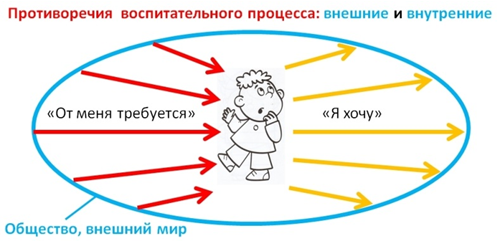 Противоречия воспитательного процесса: внешние и внутренние
«От меня требуется»
«Я хочу»
Общество, внешний мир